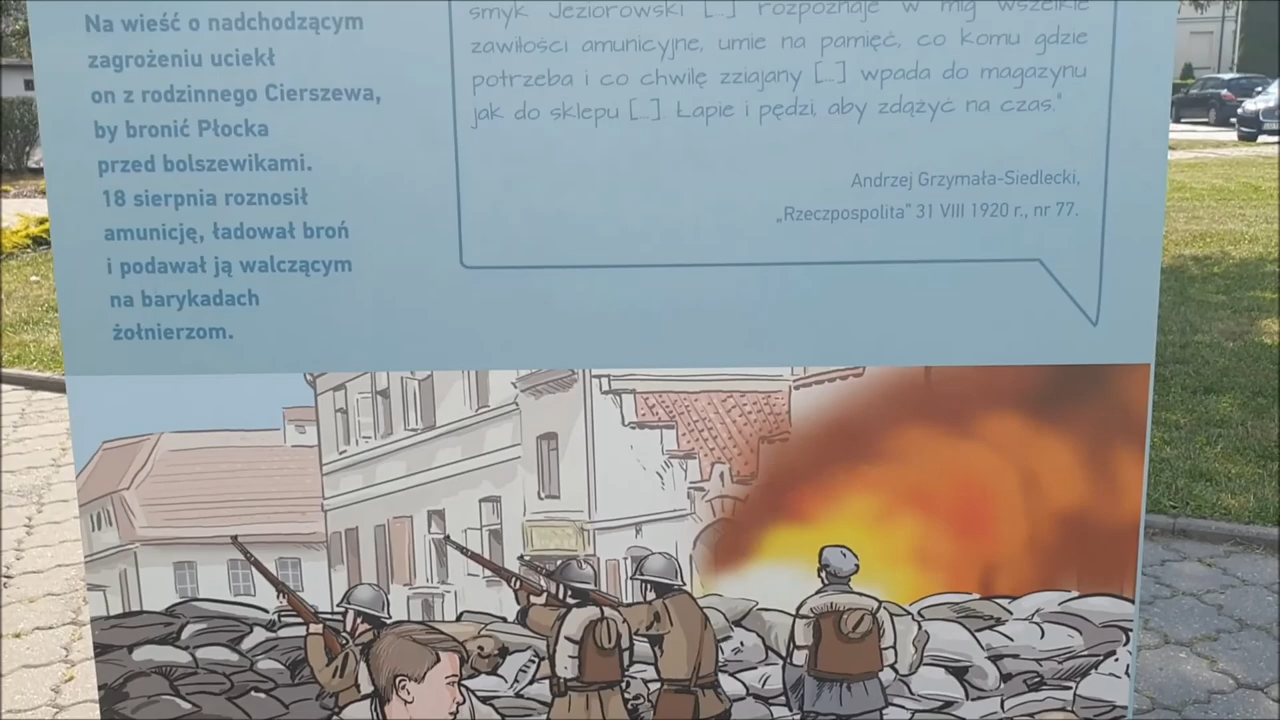 Na wieść o nadchodzącym
zagrożeniu uciekł
on z rodzinnego Cierszewa,
by bronić Płocka
przed bolszewikami.
18 sierpnia roznosił
amunicję, ładował broń
i podawał ją walczącym
na barykadach
żołnierzom.
smyk Jeziorowski [...] rozpoznaje w mig wszelkie
zawiłości amunicyjne, umie na pamięć, co komu gdzie
potrzeba i co chwilę zziajany [...] wpada do magazynu
jak do sklepu [...]. Łapie i pędzi, aby zdążyć na czas."
Andrzej Grzymała-Siedlecki,
„Rzeczpospolita" 31 VIII 1920 r., nr 77.